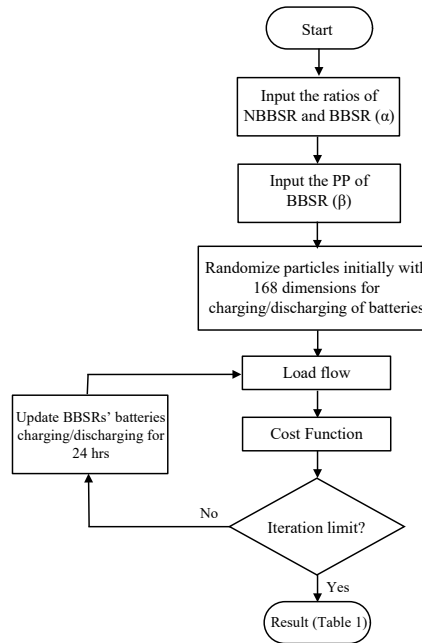 Start
Input the ratios of
NBBSR and BBSR (α)
Input the PP of
BBSR (β)
Randomize particles initially with
168 dimensions for
charging/discharging of batteries
Load flow
Update BBSRs’ batteries
charging/discharging for
24 hrs
Cost Function
No
Iteration limit?
Yes
Result (Table 1)